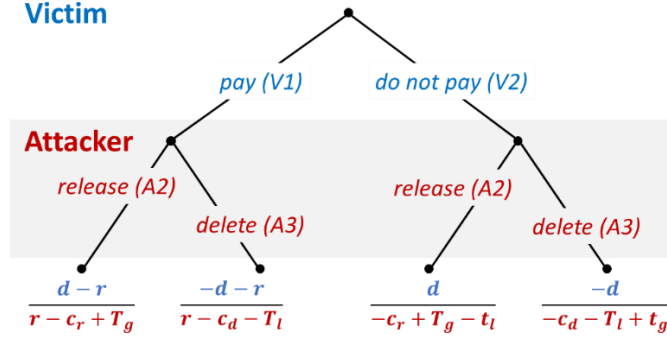 Victim
pay (V1) do not pay (V2)
Attacker
release (A2) release (A2)
delete (A3) delete (A3)
d − r −d − r d −d
r − c_r + T_g r − c_d − T_l −c_r + T_g − t_l −c_d − T_l + t_g